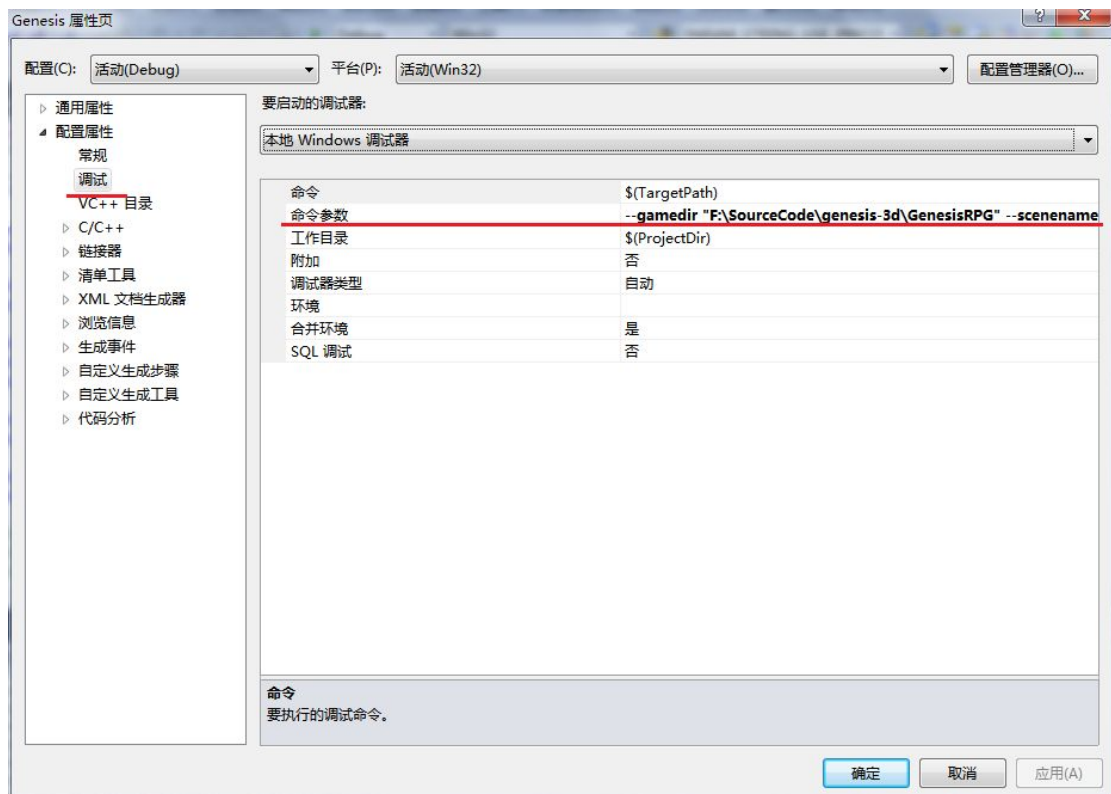 Genesis 属性页
配置(C): 活动(Debug) 平台(P): 活动(Win32) 配置管理器(O)...
通用属性
配置属性
常规
调试
VC++ 目录
C/C++
链接器
清单工具
XML 文档生成器
浏览信息
生成事件
自定义生成步骤
自定义生成工具
代码分析
要启动的调试器:
本地 Windows 调试器
命令 $(TargetPath)
命令参数 --gamedir "F:\SourceCode\genesis-3d\GenesisRPG" --scenename
工作目录 $(ProjectDir)
附加 否
调试器类型 自动
环境
合并环境 是
SQL 调试 否
命令
要执行的调试命令。
确定 取消 应用(A)